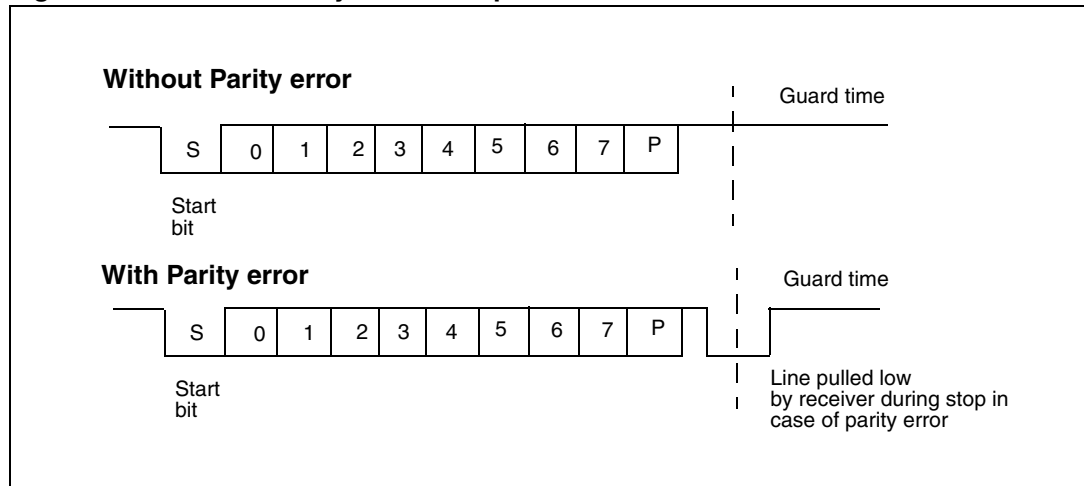 Without Parity error
Guard time
S 0 1 2 3 4 5 6 7 P
Start
bit
With Parity error
Guard time
S 0 1 2 3 4 5 6 7 P
Start
bit
Line pulled low
by receiver during stop in
case of parity error